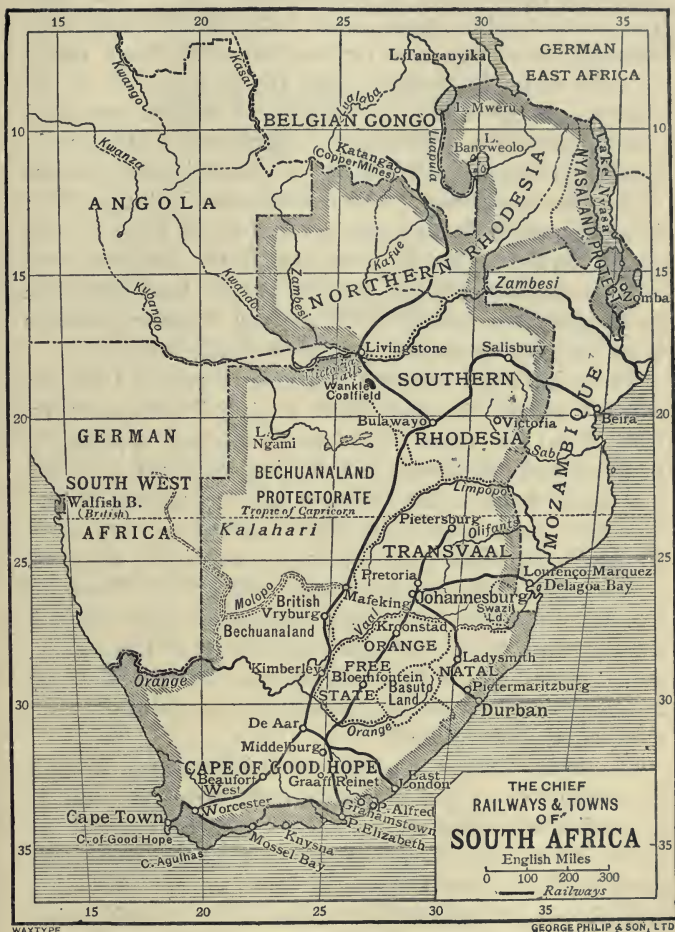 20
25
30
35
L. Tanganyika
GERMAN
EAST AFRICA
Kwango
Kasai
Lualaba
BELGIAN CONGO
L. Mweru
10
10
Kwanza
Katanga
(Copper Mines)
Luapula
L.
Bangweolo
Lake Nyasa
NYASALAND PROTECT.
ANGOLA
Kafue
NORTHERN RHODESIA
Zambesi
15
15
Kwando
Kubango
Zambesi
Zomba
Livingstone
Salisbury
Victoria
Falls
Wankie
Coalfield
SOUTHERN
RHODESIA
MOZAMBIQUE
20
20
Bulawayo
Victoria
Beira
GERMAN
SOUTH WEST
AFRICA
L.
Ngami
Sabi
BECHUANALAND
PROTECTORATE
Walfish B.
(British)
Tropic of Capricorn
Limpopo
Kalahari
Pietersburg
Olifants
TRANSVAAL
25
25
Pretoria
Lourenço Marquez
Delagoa Bay
Molopo
Mafeking
Johannesburg
British
Bechuanaland
Vryburg
Swazil
Ld.
Vaal
Kroonstad
ORANGE
FREE
STATE
Ladysmith
NATAL
Kimberley
Bloemfontein
Basuto
Land
Pietermaritzburg
Orange
30
30
Durban
De Aar
Orange
Middelburg
CAPE OF GOOD HOPE
Beaufort
West
Graaff Reinet
East
London
Worcester
P. Alfred
Grahamstown
Cape Town
C. of Good Hope
P. Elizabeth
Knysna
Mossel Bay
C. Agulhas
35
35
THE CHIEF
RAILWAYS & TOWNS
OF
SOUTH AFRICA
English Miles
0 100 200 300
Railways
15
20
25
30
35
WAXTYPE
GEORGE PHILIP & SON, LTD